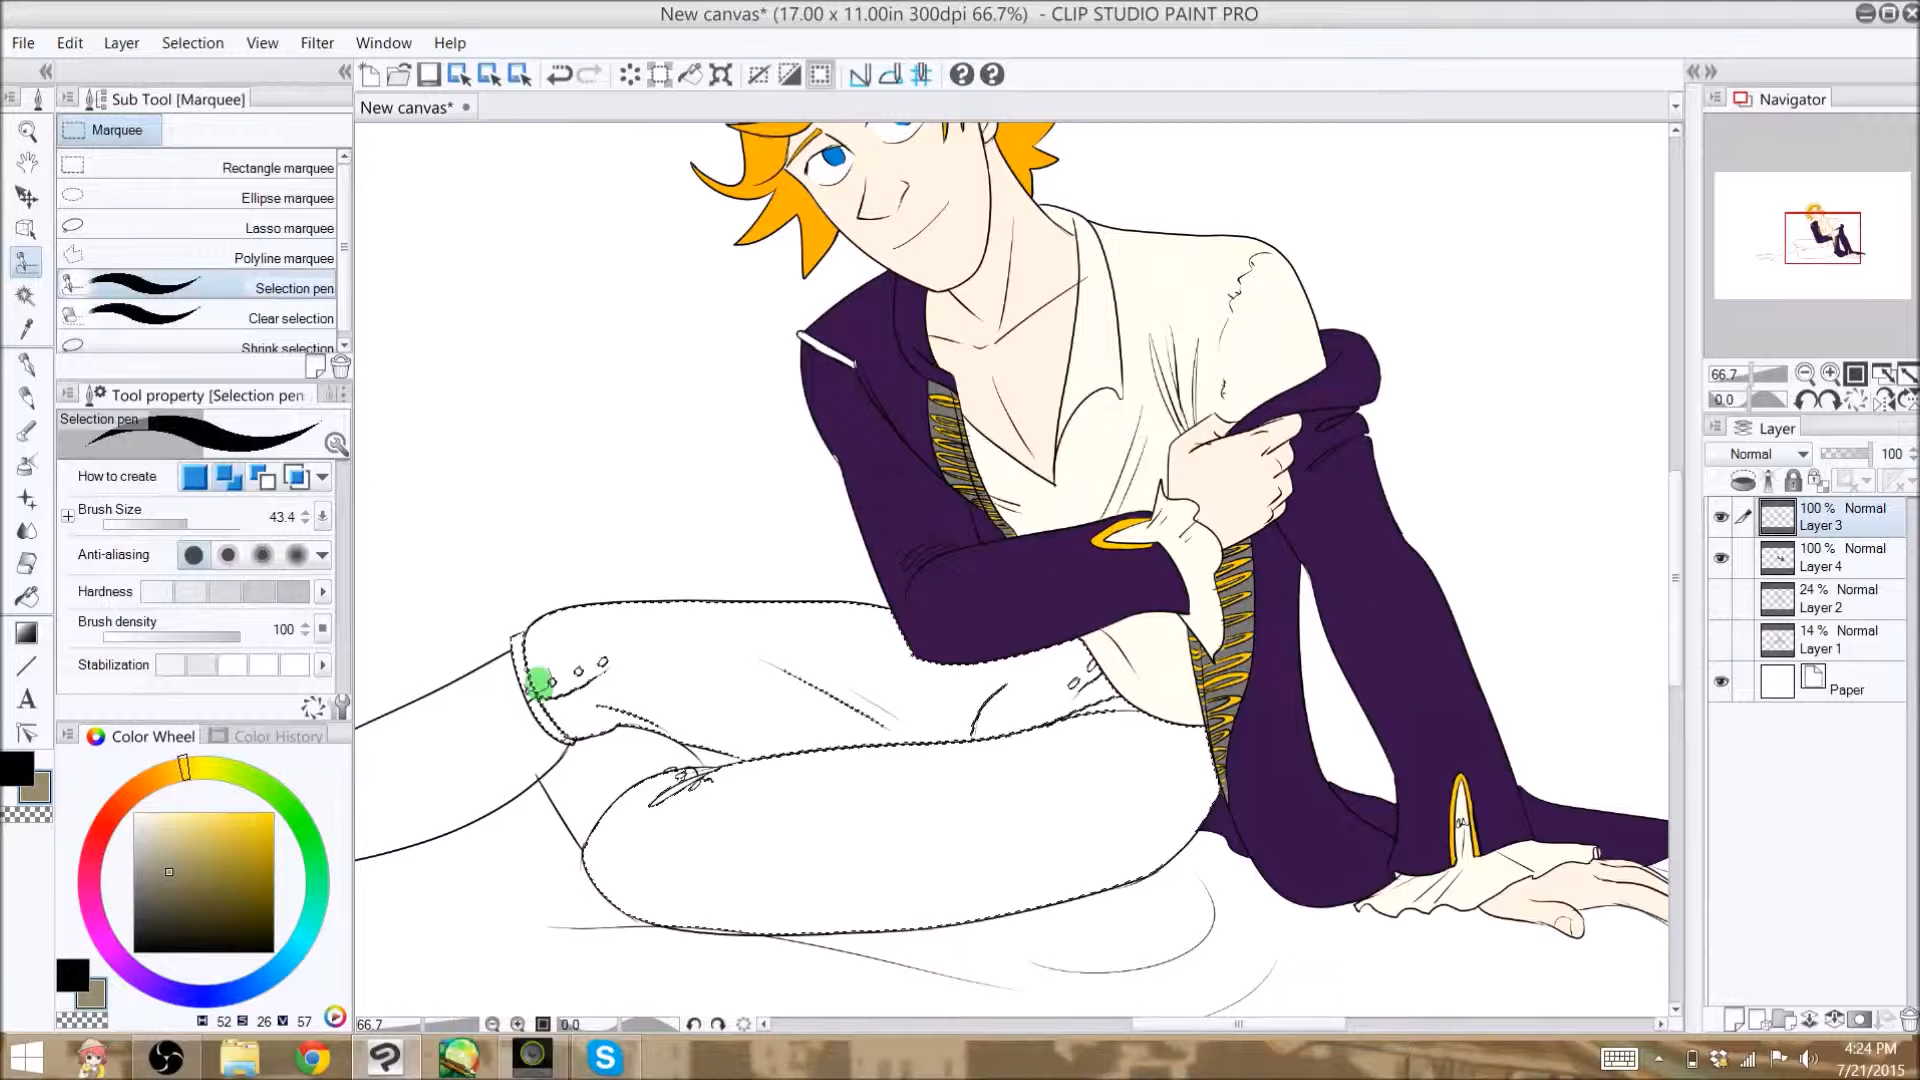 New canvas* (17.00 x 11.00in 300dpi 66.7%) - CLIP STUDIO PAINT PRO
File Edit Layer Selection View Filter Window Help
Sub Tool [Marquee]
New canvas*
Navigator
Marquee
Rectangle marquee
Ellipse marquee
Lasso marquee
Polyline marquee
Selection pen
Clear selection
Shrink selection
Tool property [Selection pen
Selection pen
How to create
Brush Size 43.4
Anti-aliasing
Hardness
Brush density 100
Stabilization
Color Wheel Color History
52 S 26 V 57
66.7 0.0
66.7
0.0
Layer
Normal 100
100 % Normal
Layer 3
100 % Normal
Layer 4
24 % Normal
Layer 2
14 % Normal
Layer 1
Paper
4:24 PM
7/21/2015